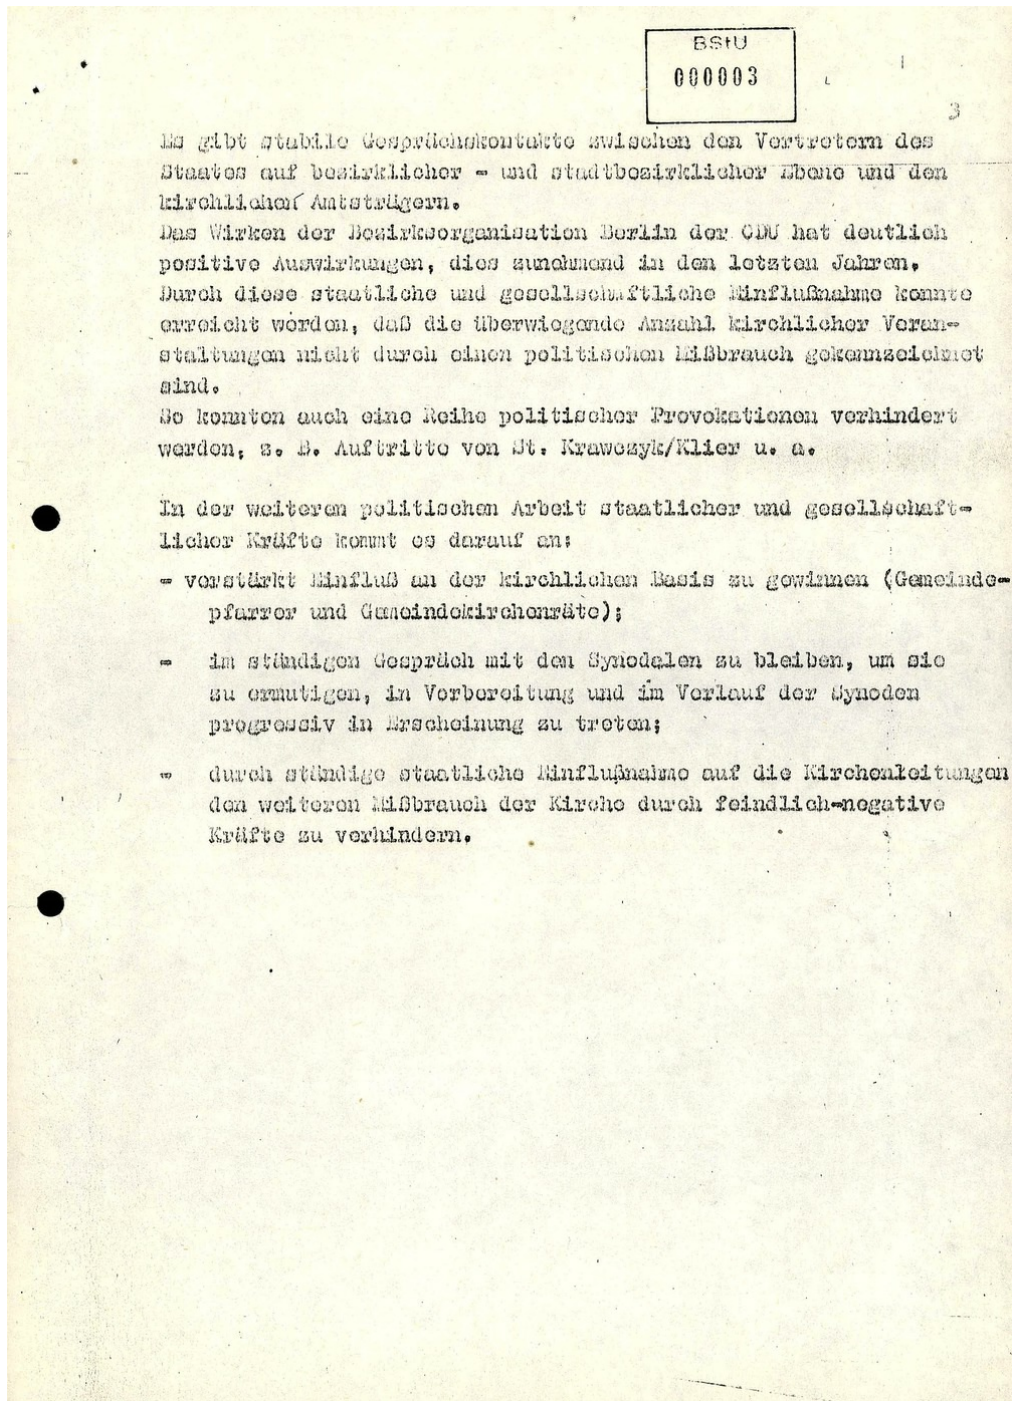 BStU
000003
3
Es gibt stabile Gesprächskontakte zwischen den Vertretern des
Staates auf bezirklicher - und stadtbezirklicher Ebene und den
kirchlichen Amtsträgern.
Das Wirken der Bezirksorganisation Berlin der CDU hat deutlich
positive Auswirkungen, dies zunehmend in den letzten Jahren.
Durch diese staatliche und gesellschaftliche Einflußnahme konnte
erreicht werden, daß die überwiegende Anzahl kirchlicher Veran-
staltungen nicht durch einen politischen Mißbrauch gekennzeichnet
sind.
So konnten auch eine Reihe politischer Provokationen verhindert
werden, z. B. Auftritte von St. Krawczyk/Klier u. a.
In der weiteren politischen Arbeit staatlicher und gesellschaft-
licher Kräfte kommt es darauf an:
- verstärkt Einfluß an der kirchlichen Basis zu gewinnen (Gemeinde-
pfarrer und Gemeindekirchenräte);
- im ständigen Gespräch mit den Synodalen zu bleiben, um sie
zu ermutigen, in Vorbereitung und im Verlauf der Synoden
progressiv in Erscheinung zu treten;
- durch ständige staatliche Einflußnahme auf die Kirchenleitungen
den weiteren Mißbrauch der Kirche durch feindlich-negative
Kräfte zu verhindern.